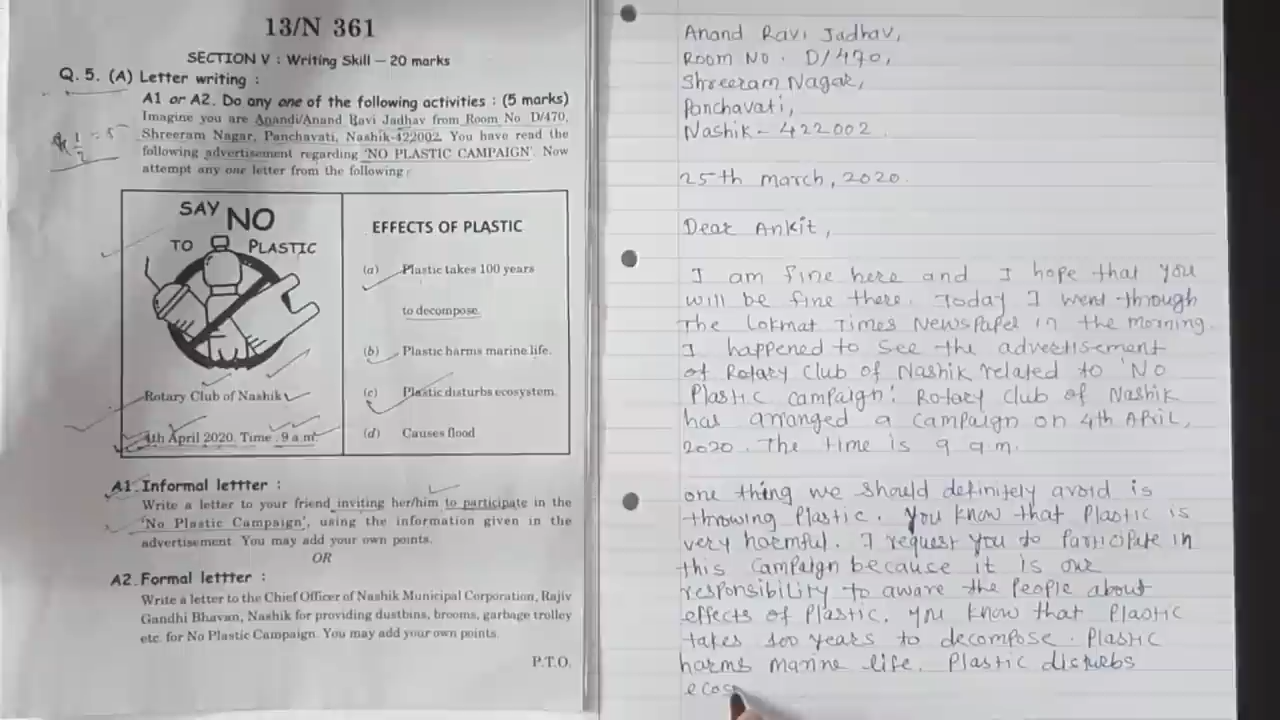 13/N 361
SECTION V : Writing Skill – 20 marks
Q. 5. (A) Letter writing :
A1 or A2. Do any one of the following activities : (5 marks)
Imagine you are Anandi/Anand Ravi Jadhav from Room No D/470,
Shreeram Nagar, Panchavati, Nashik-422002. You have read the
following advertisement regarding 'NO PLASTIC CAMPAIGN'. Now
attempt any one letter from the following:
SAY NO
TO PLASTIC
Rotary Club of Nashik
4th April 2020. Time : 9 a.m.
EFFECTS OF PLASTIC
(a) Plastic takes 100 years
to decompose.
(b) Plastic harms marine life.
(c) Plastic disturbs ecosystem.
(d) Causes flood
A1. Informal lettter :
Write a letter to your friend inviting her/him to participate in the
'No Plastic Campaign', using the information given in the
advertisement. You may add your own points.
OR
A2. Formal lettter :
Write a letter to the Chief Officer of Nashik Municipal Corporation, Rajiv
Gandhi Bhavan, Nashik for providing dustbins, brooms, garbage trolley
etc. for No Plastic Campaign. You may add your own points.
P.T.O.
Anand Ravi Jadhav,
Room No. D/470,
Shreeram Nagar,
Panchavati,
Nashik - 422002.
25th march, 2020.
Dear Ankit,
I am fine here and I hope that you
will be fine there. Today I went through
The Lokmat Times Newspaper in the morning.
I happened to see the advertisement
of Rotary Club of Nashik related to 'No
Plastic campaign'. Rotary club of Nashik
has arranged a campaign on 4th April,
2020. The time is 9 a.m.
one thing we should definitely avoid is
throwing Plastic. You know that Plastic is
very harmful. I request you to Participate in
this campaign because it is our
responsibility to aware the People about
effects of Plastic. you know that Plastic
takes 100 years to decompose. Plastic
harms marine life. Plastic disturbs
ecos